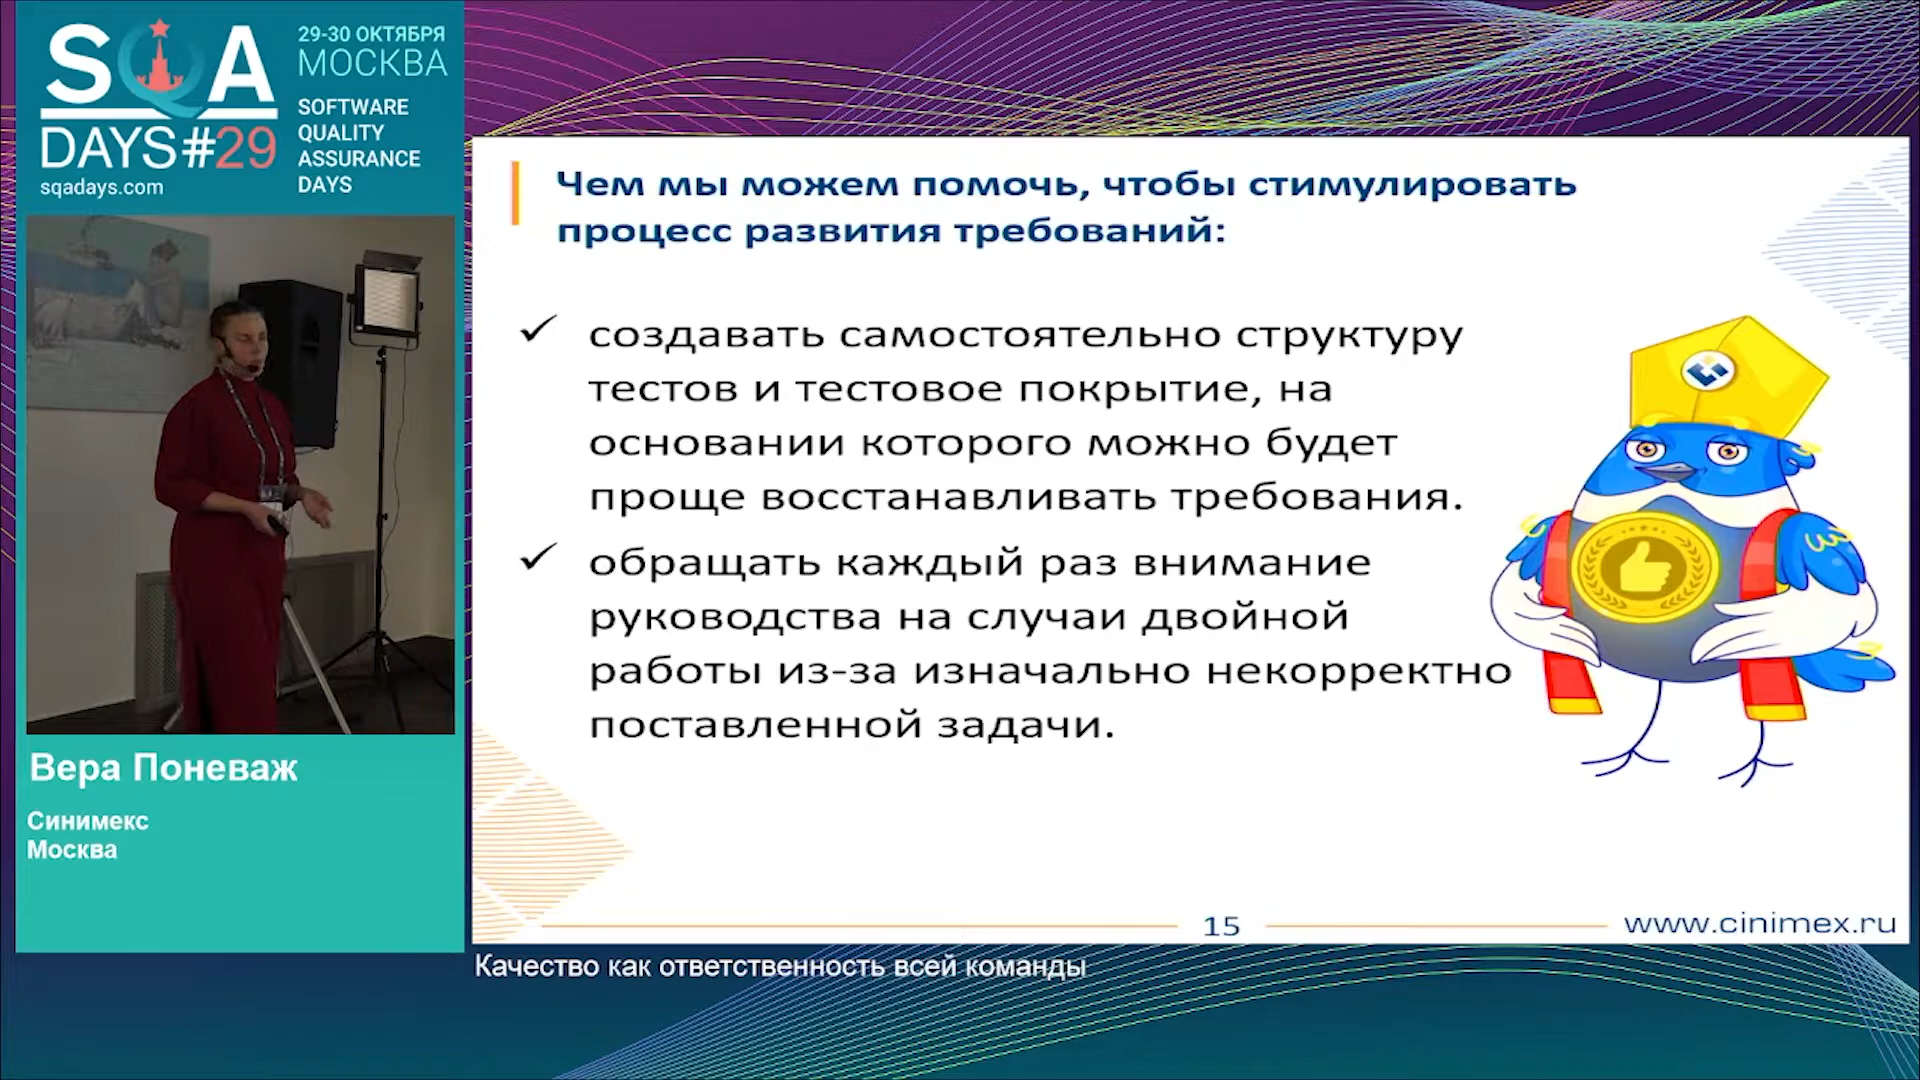 SQA
DAYS#29
sqadays.com
29-30 ОКТЯБРЯ
МОСКВА
SOFTWARE
QUALITY
ASSURANCE
DAYS
Вера Поневаж
Синимекс
Москва
Чем мы можем помочь, чтобы стимулировать
процесс развития требований:
✓ создавать самостоятельно структуру
тестов и тестовое покрытие, на
основании которого можно будет
проще восстанавливать требования.
✓ обращать каждый раз внимание
руководства на случаи двойной
работы из-за изначально некорректно
поставленной задачи.
15
www.cinimex.ru
Качество как ответственность всей команды